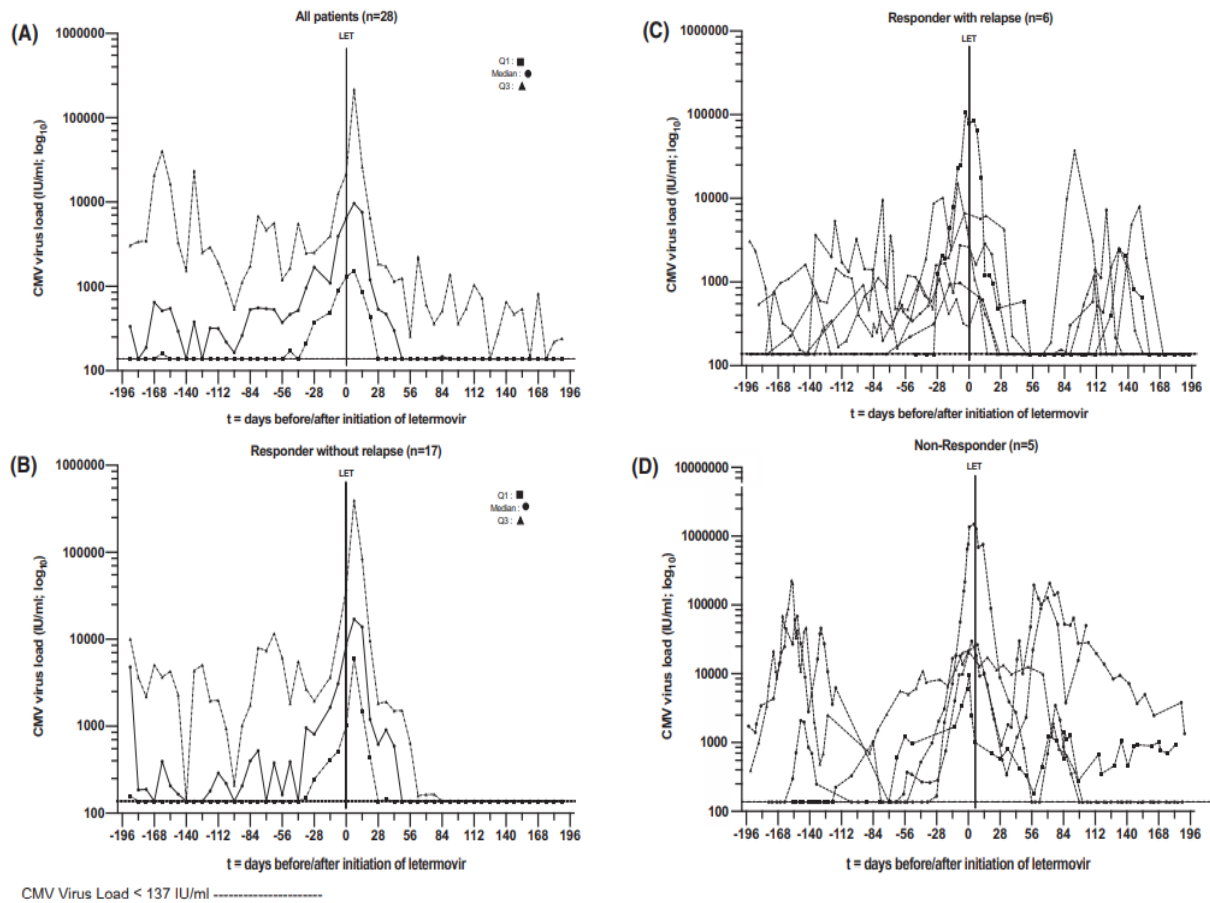 (A)
All patients (n=28)
LET
Q1 :
Median :
Q3 :
CMV virus load (IU/ml; log10)
1000000
100000
10000
1000
100
-196 -168 -140 -112 -84 -56 -28 0 28 56 84 112 140 168 196
t = days before/after initiation of letermovir
(B)
Responder without relapse (n=17)
LET
Q1 :
Median :
Q3 :
CMV virus load (IU/ml; log10)
1000000
100000
10000
1000
100
-196 -168 -140 -112 -84 -56 -28 0 28 56 84 112 140 168 196
t = days before/after initiation of letermovir
CMV Virus Load < 137 IU/ml ----------------------
(C)
Responder with relapse (n=6)
LET
CMV virus load (IU/ml; log10)
1000000
100000
10000
1000
100
-196 -168 -140 -112 -84 -56 -28 0 28 56 84 112 140 168 196
t = days before/after initiation of letermovir
(D)
Non-Responder (n=5)
LET
CMV virus load (IU/ml; log10)
10000000
1000000
100000
10000
1000
100
-196 -168 -140 -112 -84 -56 -28 0 28 56 84 112 140 168 196
t = days before/after initiation of letermovir